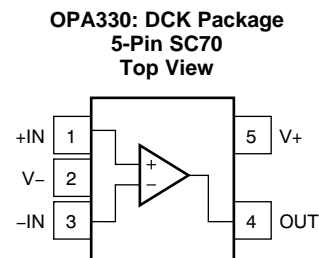 OPA330: DCK Package
5-Pin SC70
Top View
+IN 1 5 V+
+
V− 2
−
−IN 3 4 OUT